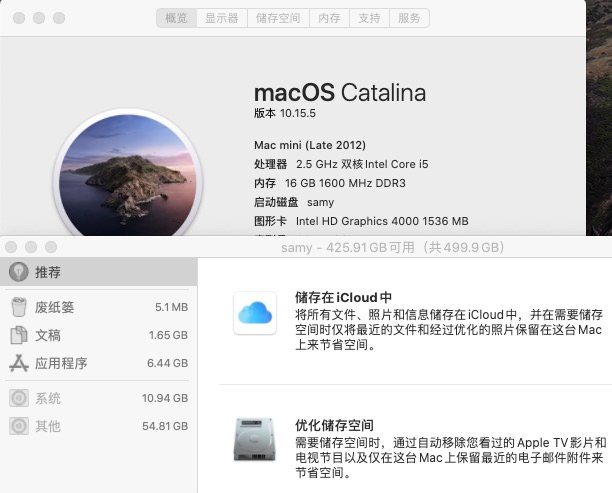 概览 显示器 储存空间 内存 支持 服务
macOS Catalina
版本 10.15.5
Mac mini (Late 2012)
处理器 2.5 GHz 双核Intel Core i5
内存 16 GB 1600 MHz DDR3
启动磁盘 samy
图形卡 Intel HD Graphics 4000 1536 MB
samy - 425.91 GB可用（共499.9 GB）
推荐
废纸篓 5.1 MB
文稿 1.65 GB
应用程序 6.44 GB
系统 10.94 GB
其他 54.81 GB
储存在 iCloud 中
将所有文件、照片和信息储存在 iCloud 中，并在需要储存
空间时仅将最近的文件和经过优化的照片保留在这台 Mac
上来节省空间。
优化储存空间
需要储存空间时，通过自动移除您看过的 Apple TV 影片和
电视节目以及仅在这台 Mac 上保留最近的电子邮件附件来
节省空间。